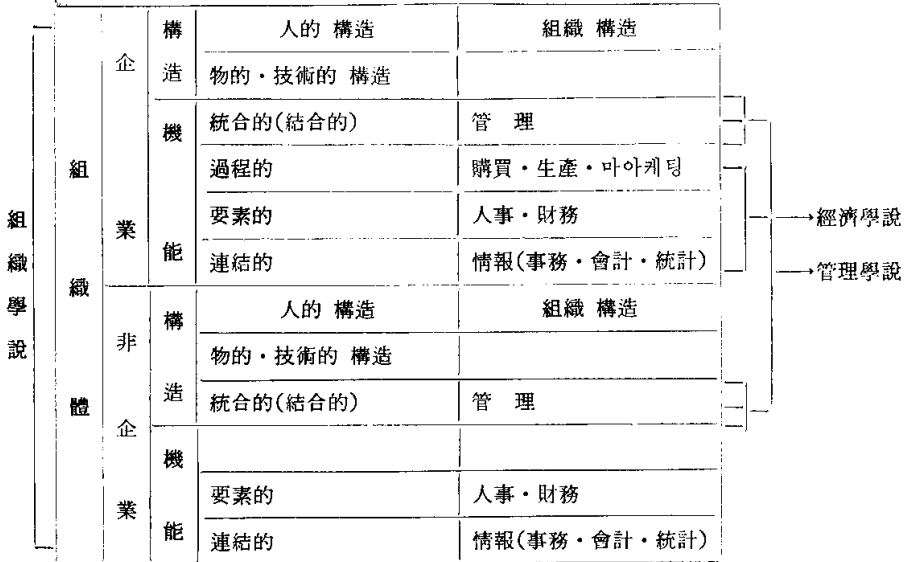 構 人的 構造 組織 構造
企
造 物的・技術的 構造
機 統合的(結合的) 管 理
組 過程的 購買・生產・마아케팅
組 業 要素的 人事・財務 →經濟學說
織 能 連結的 情報(事務・會計・統計) →管理學說
學 織 構 人的 構造 組織 構造
說 非 物的・技術的 構造
體 造 統合的(結合的) 管 理
企
機
業 要素的 人事・財務
能 連結的 情報(事務・會計・統計)